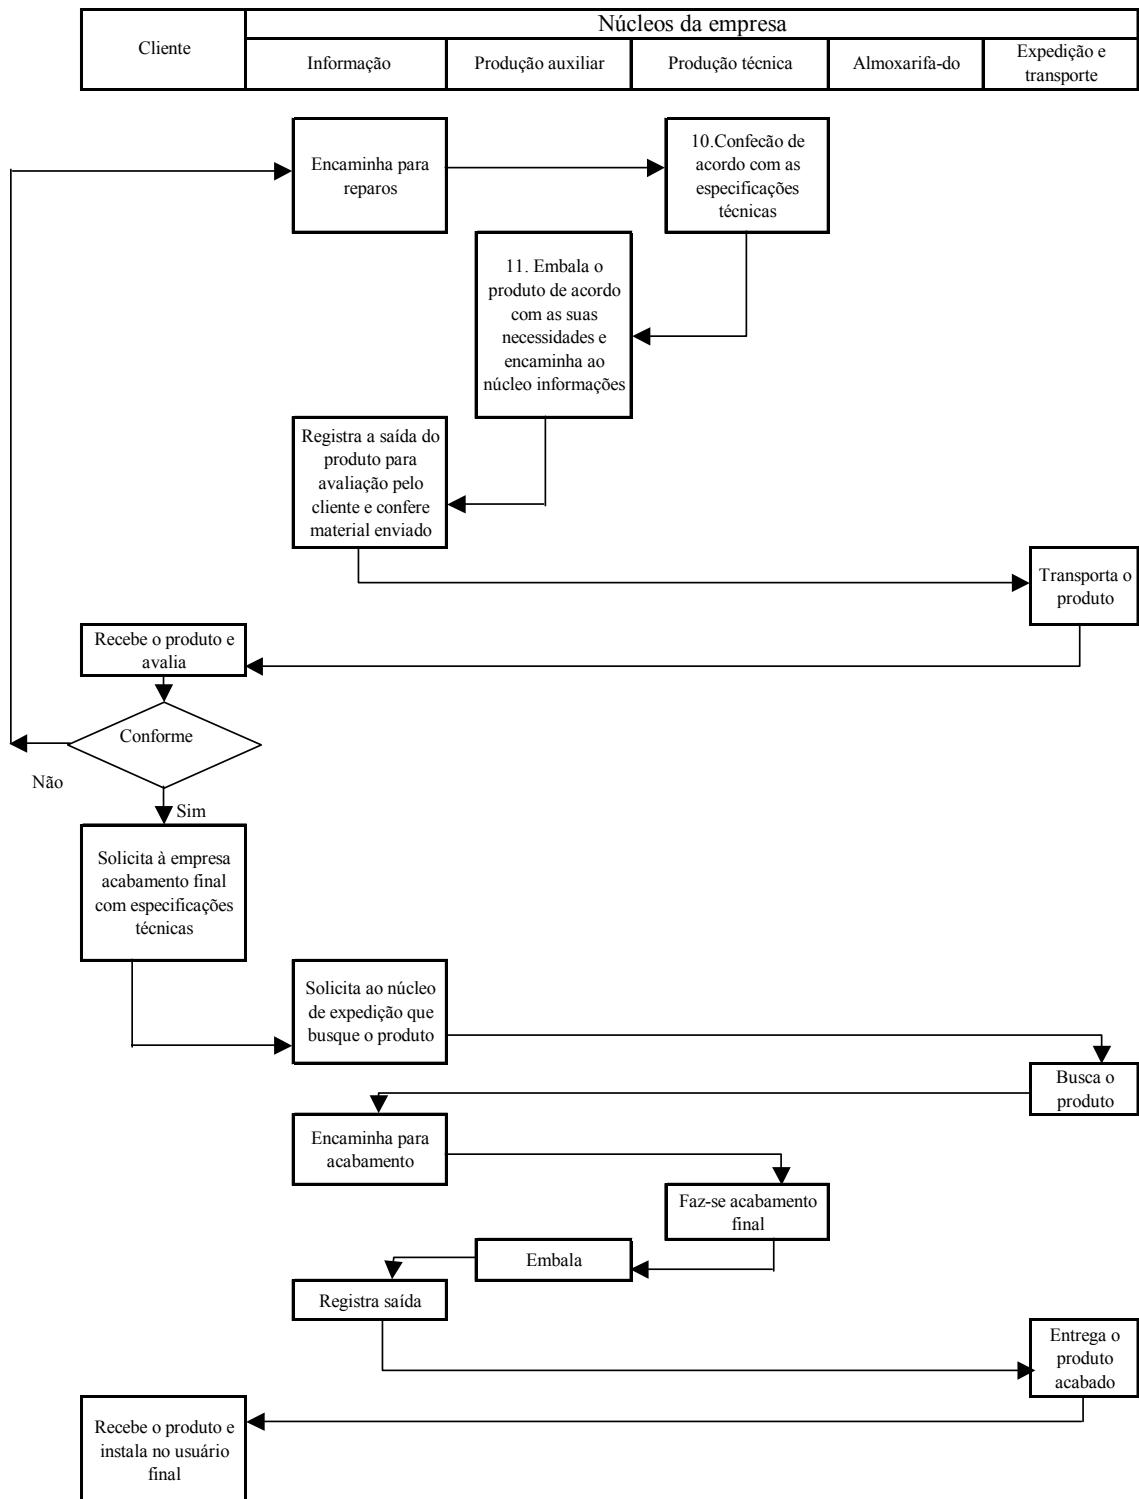 Núcleos da empresa
Cliente
Informação
Produção auxiliar
Produção técnica
Almoxarifa-do
Expedição e
transporte
Encaminha para
reparos
10.Confecão de
acordo com as
especificações
técnicas
11. Embala o
produto de acordo
com as suas
necessidades e
encaminha ao
núcleo informações
Registra a saída do
produto para
avaliação pelo
cliente e confere
material enviado
Transporta o
produto
Recebe o produto e
avalia
Conforme
Não
Sim
Solicita à empresa
acabamento final
com especificações
técnicas
Solicita ao núcleo
de expedição que
busque o produto
Busca o
produto
Encaminha para
acabamento
Faz-se acabamento
final
Embala
Registra saída
Entrega o
produto
acabado
Recebe o produto e
instala no usuário
final